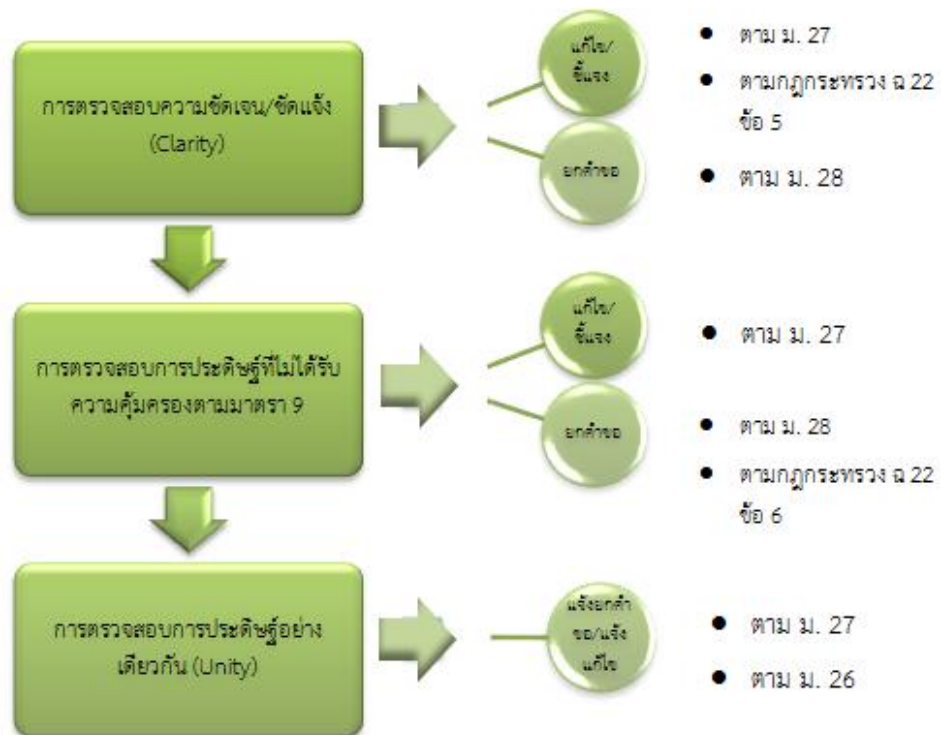 การตรวจสอบความชัดเจน/ชัดแจ้ง
(Clarity)
แก้ไข/
ชี้แจง
ยกคำขอ
● ตาม ม. 27
● ตามกฎกระทรวง ฉ 22
ข้อ 5
● ตาม ม. 28
การตรวจสอบการประดิษฐ์ที่ไม่ได้รับ
ความคุ้มครองตามมาตรา 9
แก้ไข/
ชี้แจง
ยกคำขอ
● ตาม ม. 27
● ตาม ม. 28
● ตามกฎกระทรวง ฉ 22
ข้อ 6
การตรวจสอบการประดิษฐ์อย่าง
เดียวกัน (Unity)
แจ้งยกคำ
ขอ/แจ้ง
แก้ไข
● ตาม ม. 27
● ตาม ม. 26